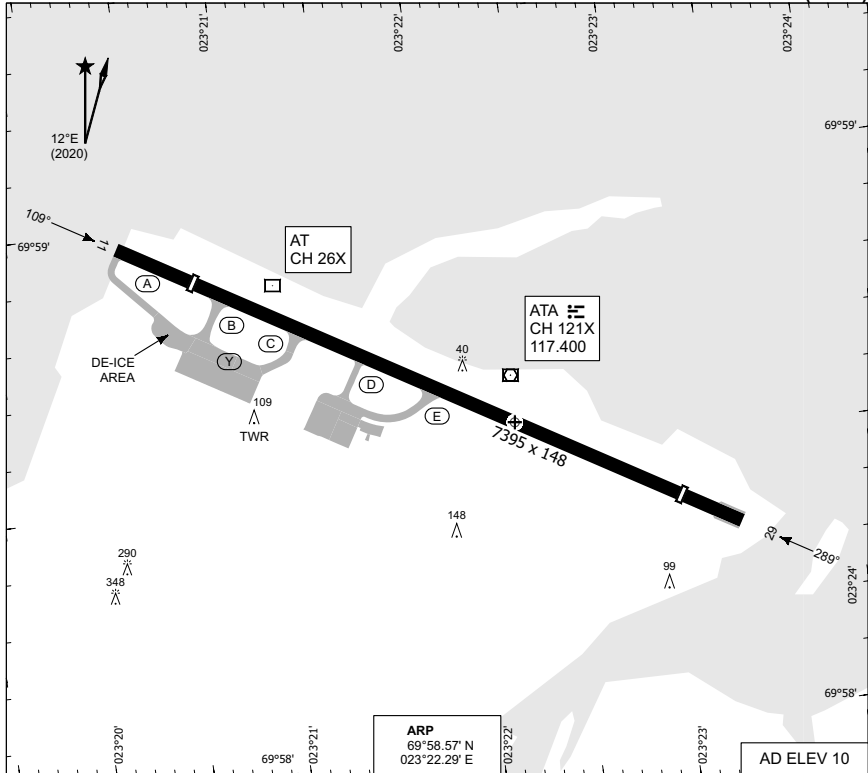 023°21'
023°22'
023°23'
023°24'
12°E
(2020)
69°59'
109°
11
69°59'
AT
CH 26X
A
B
C
Y
DE-ICE
AREA
109
TWR
D
E
40
ATA
CH 121X
117.400
7395 x 148
148
29
289°
99
290
348
023°24'
69°58'
023°20'
69°58'
023°21'
ARP
69°58.57' N
023°22.29' E
023°22'
023°23'
AD ELEV 10